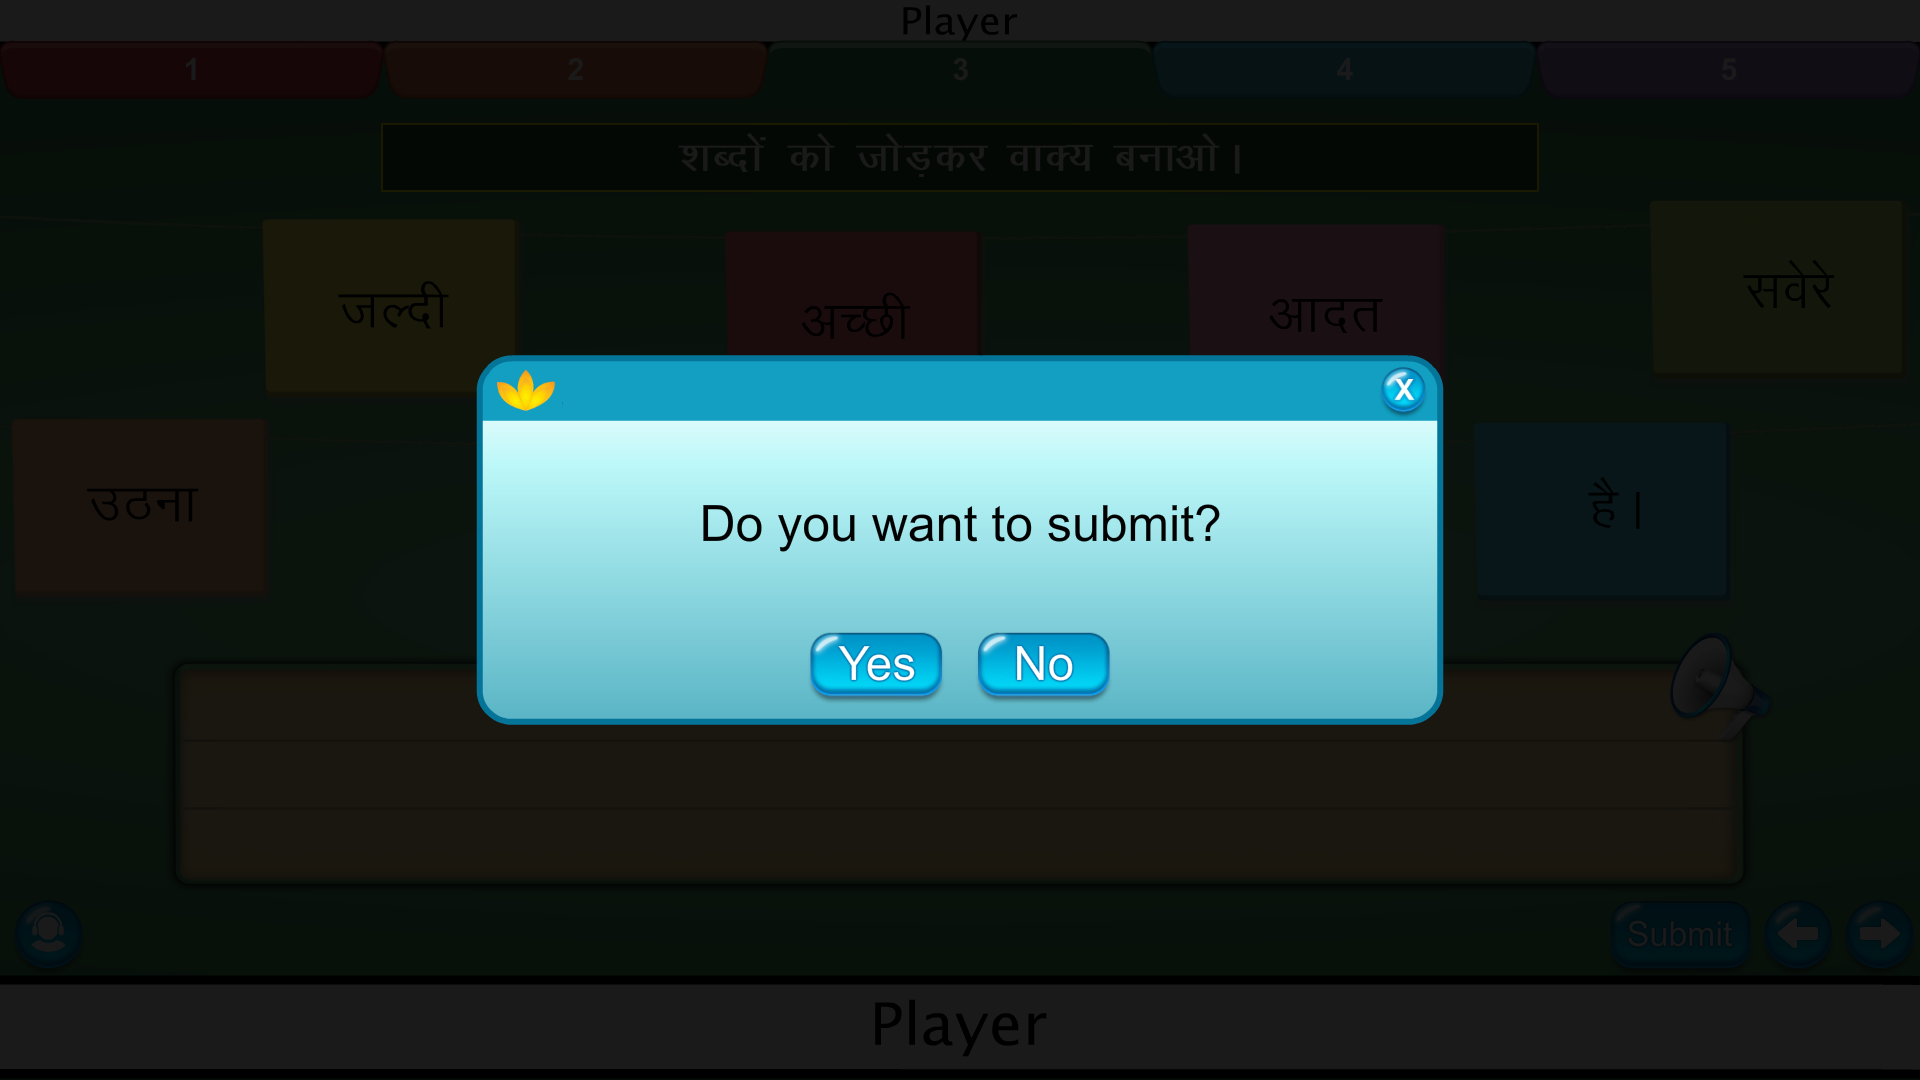 Player
1 2 3 4 5
शब्दों को जोड़कर वाक्य बनाओ।
जल्दी अच्छी आदत सवेरे
X
उठना है।
Do you want to submit?
Yes No
Submit
Player